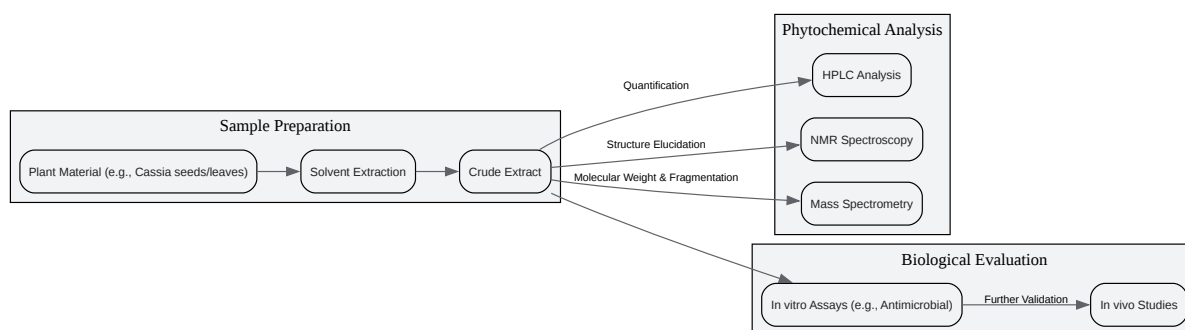 Sample Preparation
Plant Material (e.g., Cassia seeds/leaves)
Solvent Extraction
Crude Extract
Quantification
Structure Elucidation
Molecular Weight & Fragmentation
Phytochemical Analysis
HPLC Analysis
NMR Spectroscopy
Mass Spectrometry
Biological Evaluation
In vitro Assays (e.g., Antimicrobial)
Further Validation
In vivo Studies